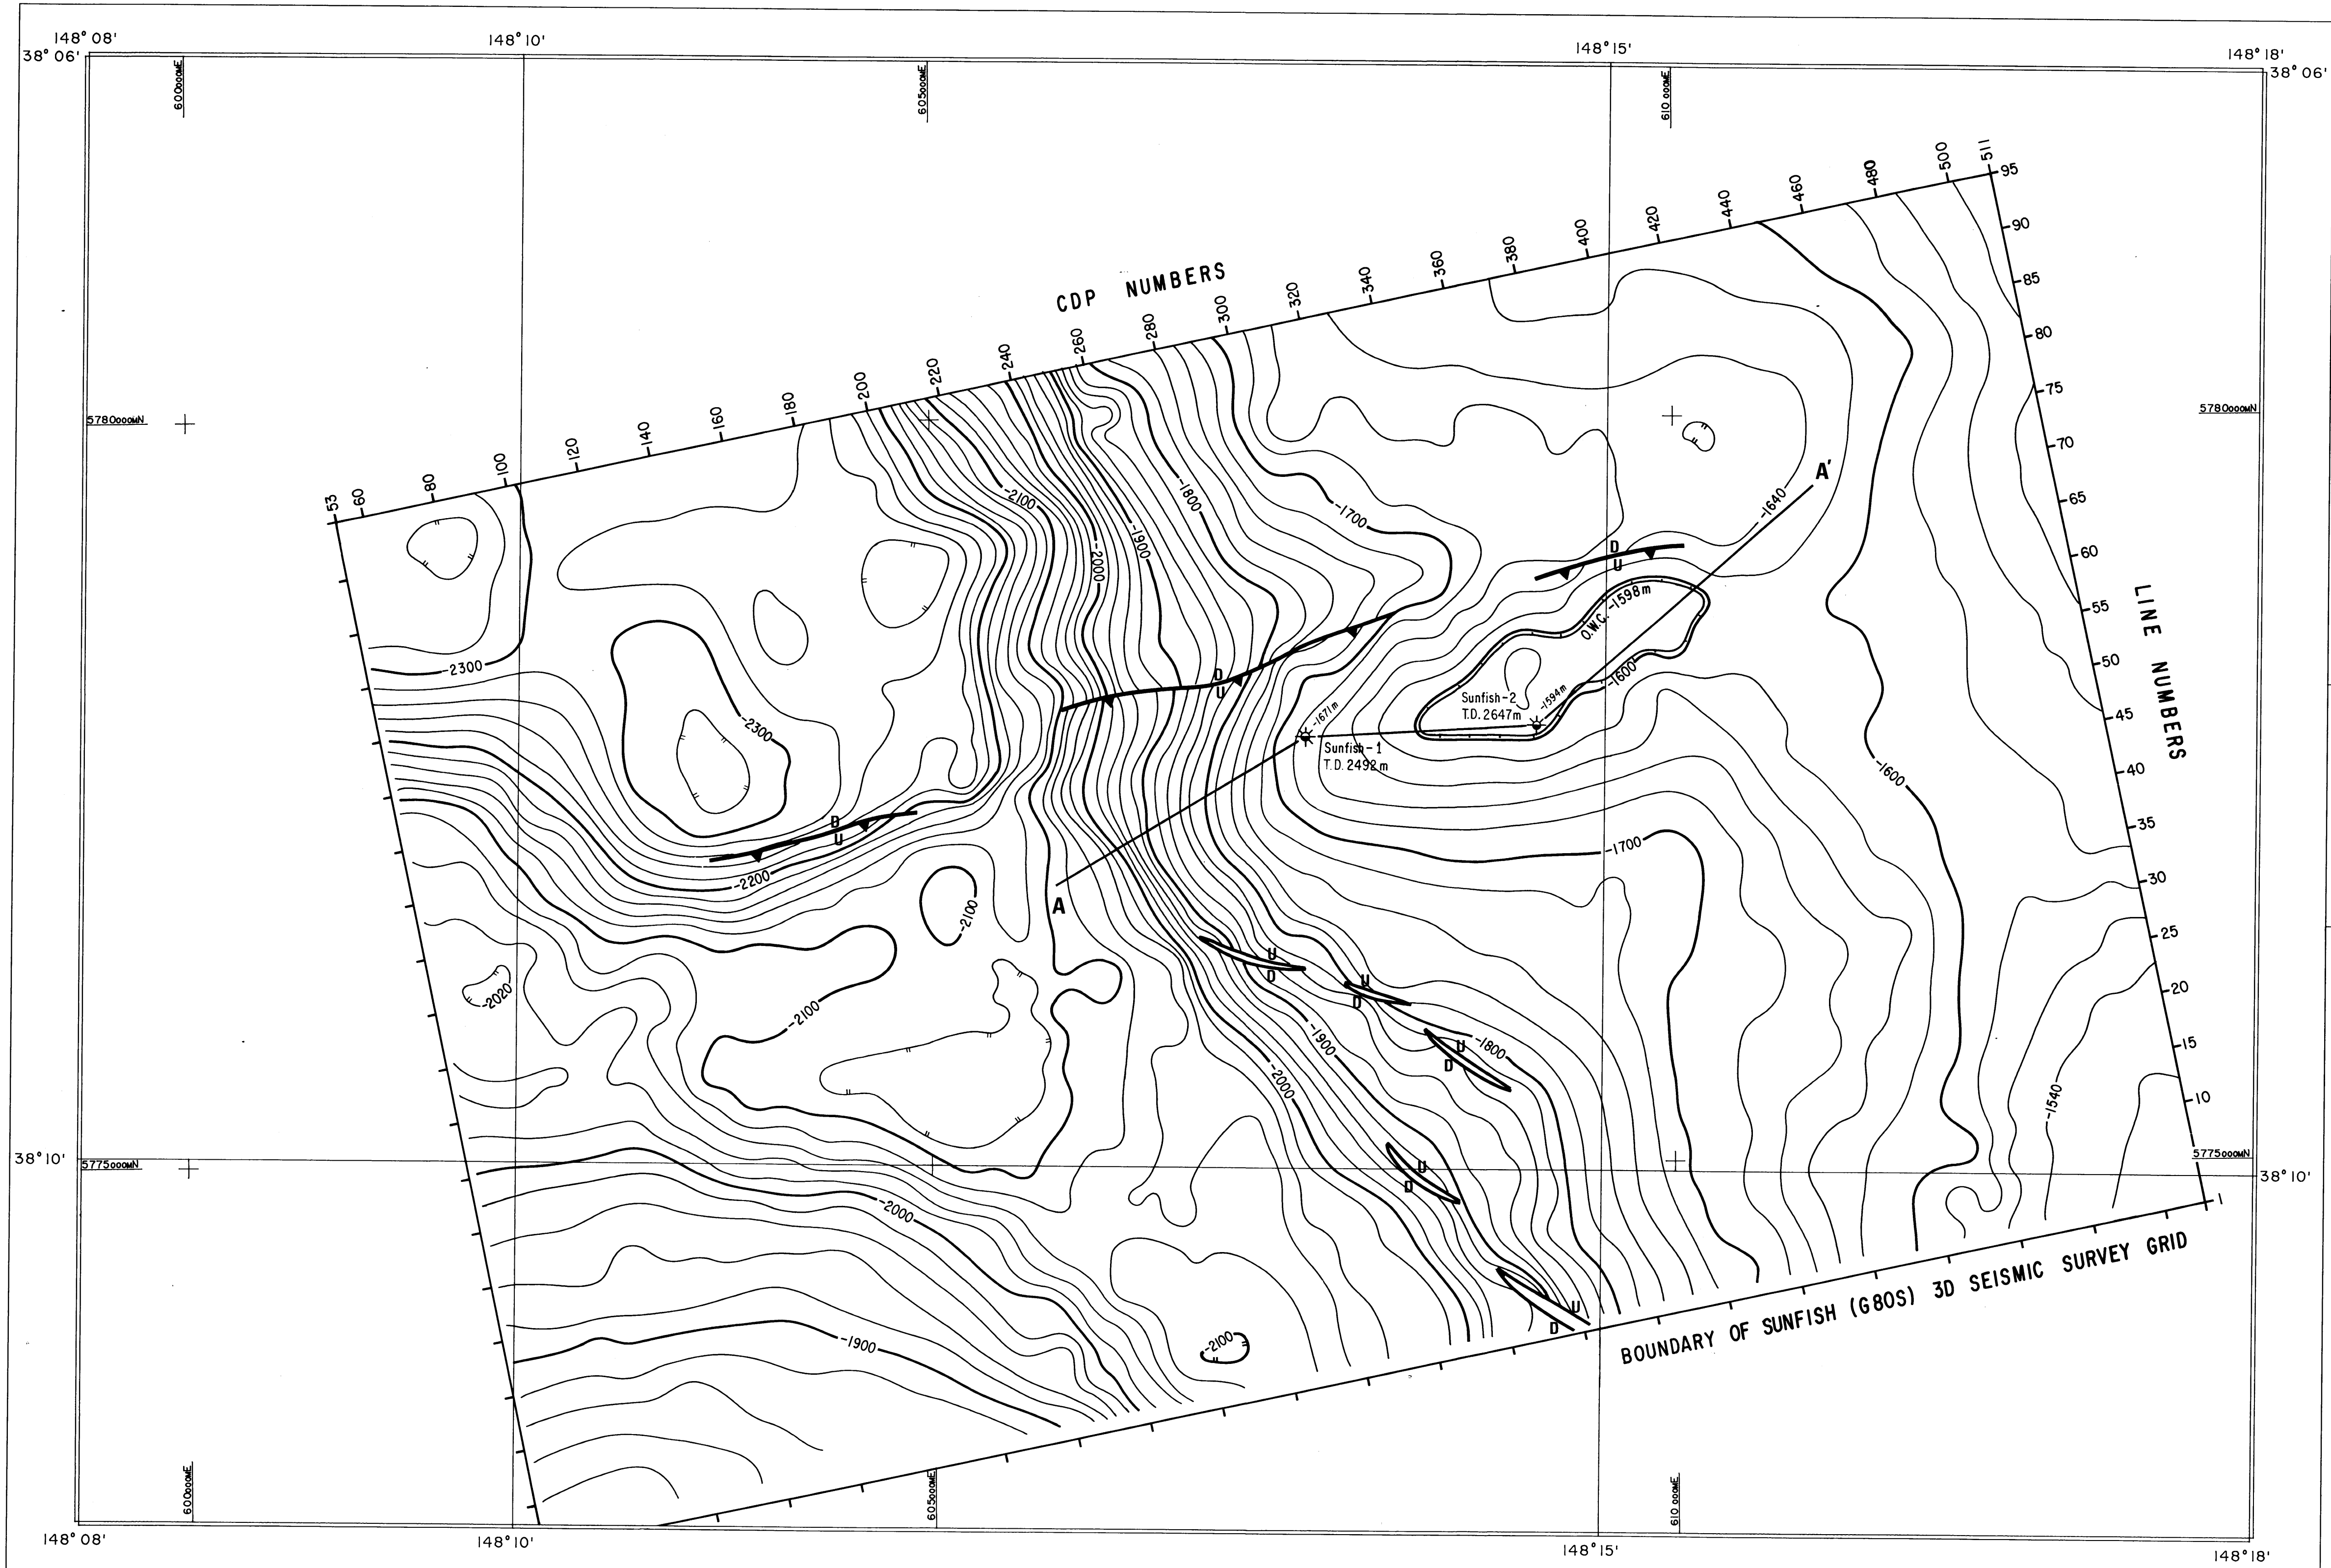 148° 08'
148° 10'
148° 15'
148° 18'
38° 06'
38° 06'
600000ME
605000ME
610 000ME
CDP NUMBERS
53
60
80
100
120
140
160
180
200
220
240
260
280
300
320
340
360
380
400
420
440
460
480
500
511
95
90
85
80
75
70
65
60
55
50
45
40
35
30
25
20
15
10
1
LINE NUMBERS
5780000MN
5780000MN
-2100
-2000
-1900
-1800
-1700
-1640
A'
D
U
O.W.C. -1598m
-1600
D
U
-2300
-2300
-1671m
-1594m
Sunfish-2
T.D. 2647m
Sunfish-1
T.D. 2492m
-1600
D
U
-2200
-1700
-2100
A
U
D
U
D
-2020
-2100
-1900
-2000
U
D
-1800
-1540
U
D
38° 10'
5775000MN
5775000MN
38° 10'
-2000
-1900
-2100
U
D
BOUNDARY OF SUNFISH (G80S) 3D SEISMIC SURVEY GRID
600000ME
605000ME
610 000ME
148° 08'
148° 10'
148° 15'
148° 18'